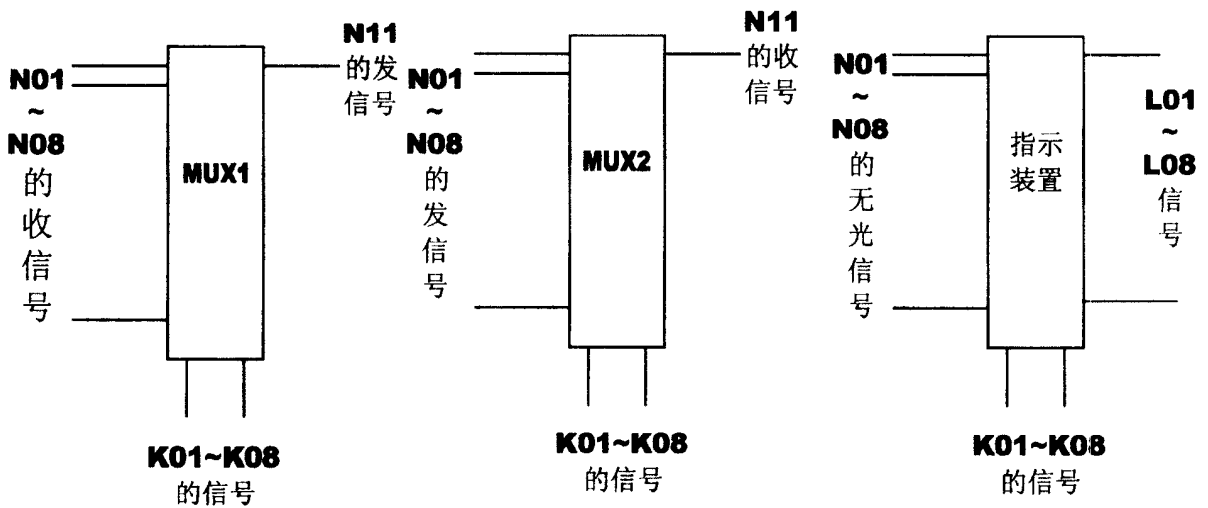 N01
~
N08
的
收
信
号
MUX1
N11
的发
信号
K01~K08
的信号
N01
~
N08
的
发
信
号
MUX2
N11
的收
信号
K01~K08
的信号
N01
~
N08
的
无
光
信
号
指示
装置
L01
~
L08
信
号
K01~K08
的信号